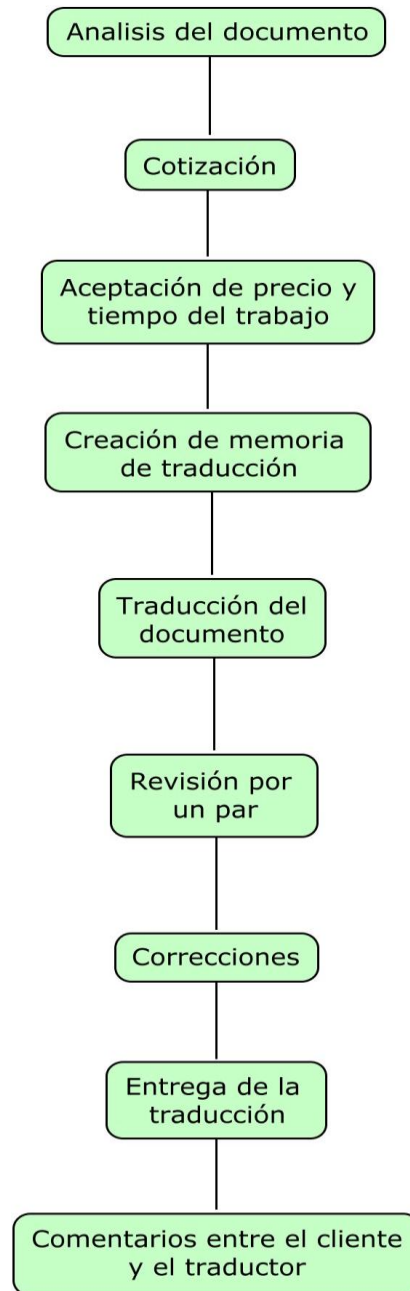 Analisis del documento
Cotización
Aceptación de precio y
tiempo del trabajo
Creación de memoria
de traducción
Traducción del
documento
Revisión por
un par
Correcciones
Entrega de la
traducción
Comentarios entre el cliente
y el traductor